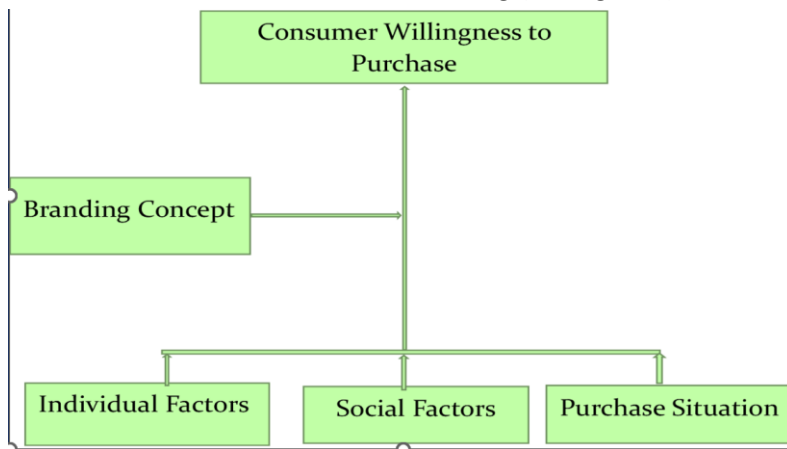 Consumer Willingness to
Purchase
Branding Concept
Individual Factors
Social Factors
Purchase Situation